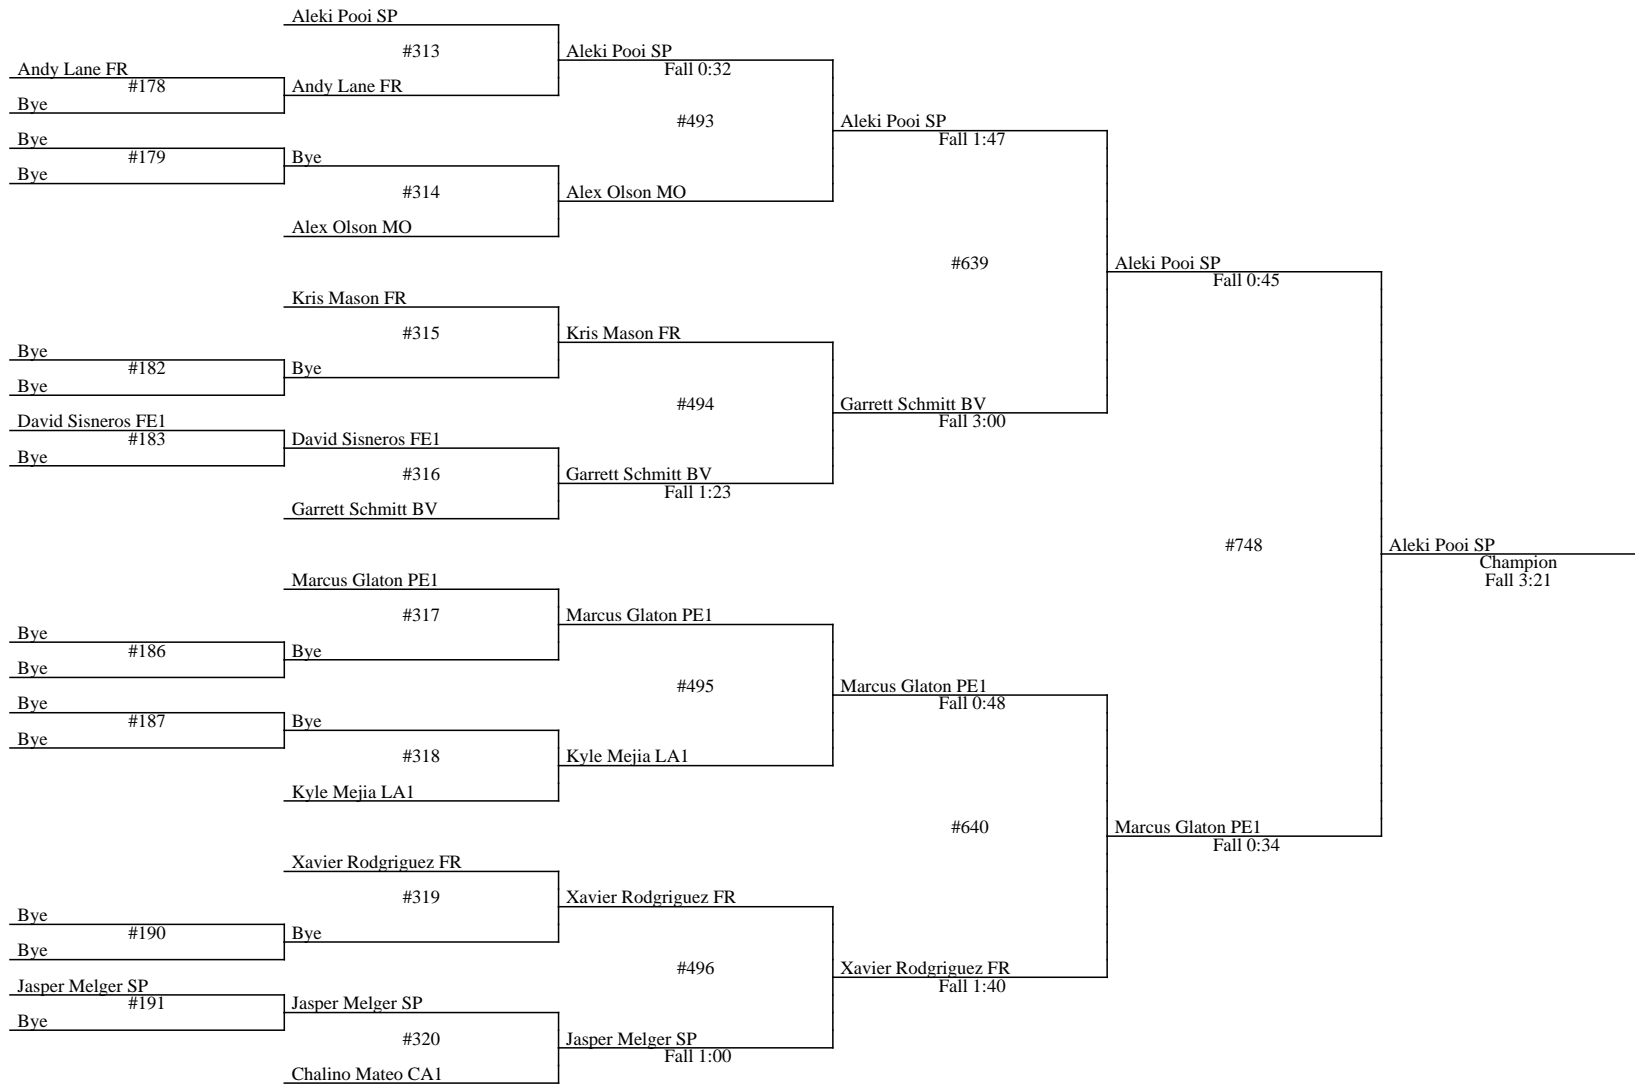 Aleki Pooi SP
#313
Aleki Pooi SP
Fall 0:32
Andy Lane FR
#178
Andy Lane FR
Bye
#493
Aleki Pooi SP
Fall 1:47
Bye
#179
Bye
Bye
#314
Alex Olson MO
Alex Olson MO
#639
Aleki Pooi SP
Fall 0:45
Kris Mason FR
#315
Kris Mason FR
Bye
#182
Bye
Bye
#494
Garrett Schmitt BV
Fall 3:00
David Sisneros FE1
#183
David Sisneros FE1
Bye
#316
Garrett Schmitt BV
Fall 1:23
Garrett Schmitt BV
#748
Aleki Pooi SP
Champion
Fall 3:21
Marcus Glaton PE1
#317
Marcus Glaton PE1
Bye
#186
Bye
Bye
#495
Marcus Glaton PE1
Fall 0:48
Bye
#187
Bye
Bye
#318
Kyle Mejia LA1
Kyle Mejia LA1
#640
Marcus Glaton PE1
Fall 0:34
Xavier Rodgriguez FR
#319
Xavier Rodgriguez FR
Bye
#190
Bye
Bye
#496
Xavier Rodgriguez FR
Fall 1:40
Jasper Melger SP
#191
Jasper Melger SP
Bye
#320
Jasper Melger SP
Fall 1:00
Chalino Mateo CA1